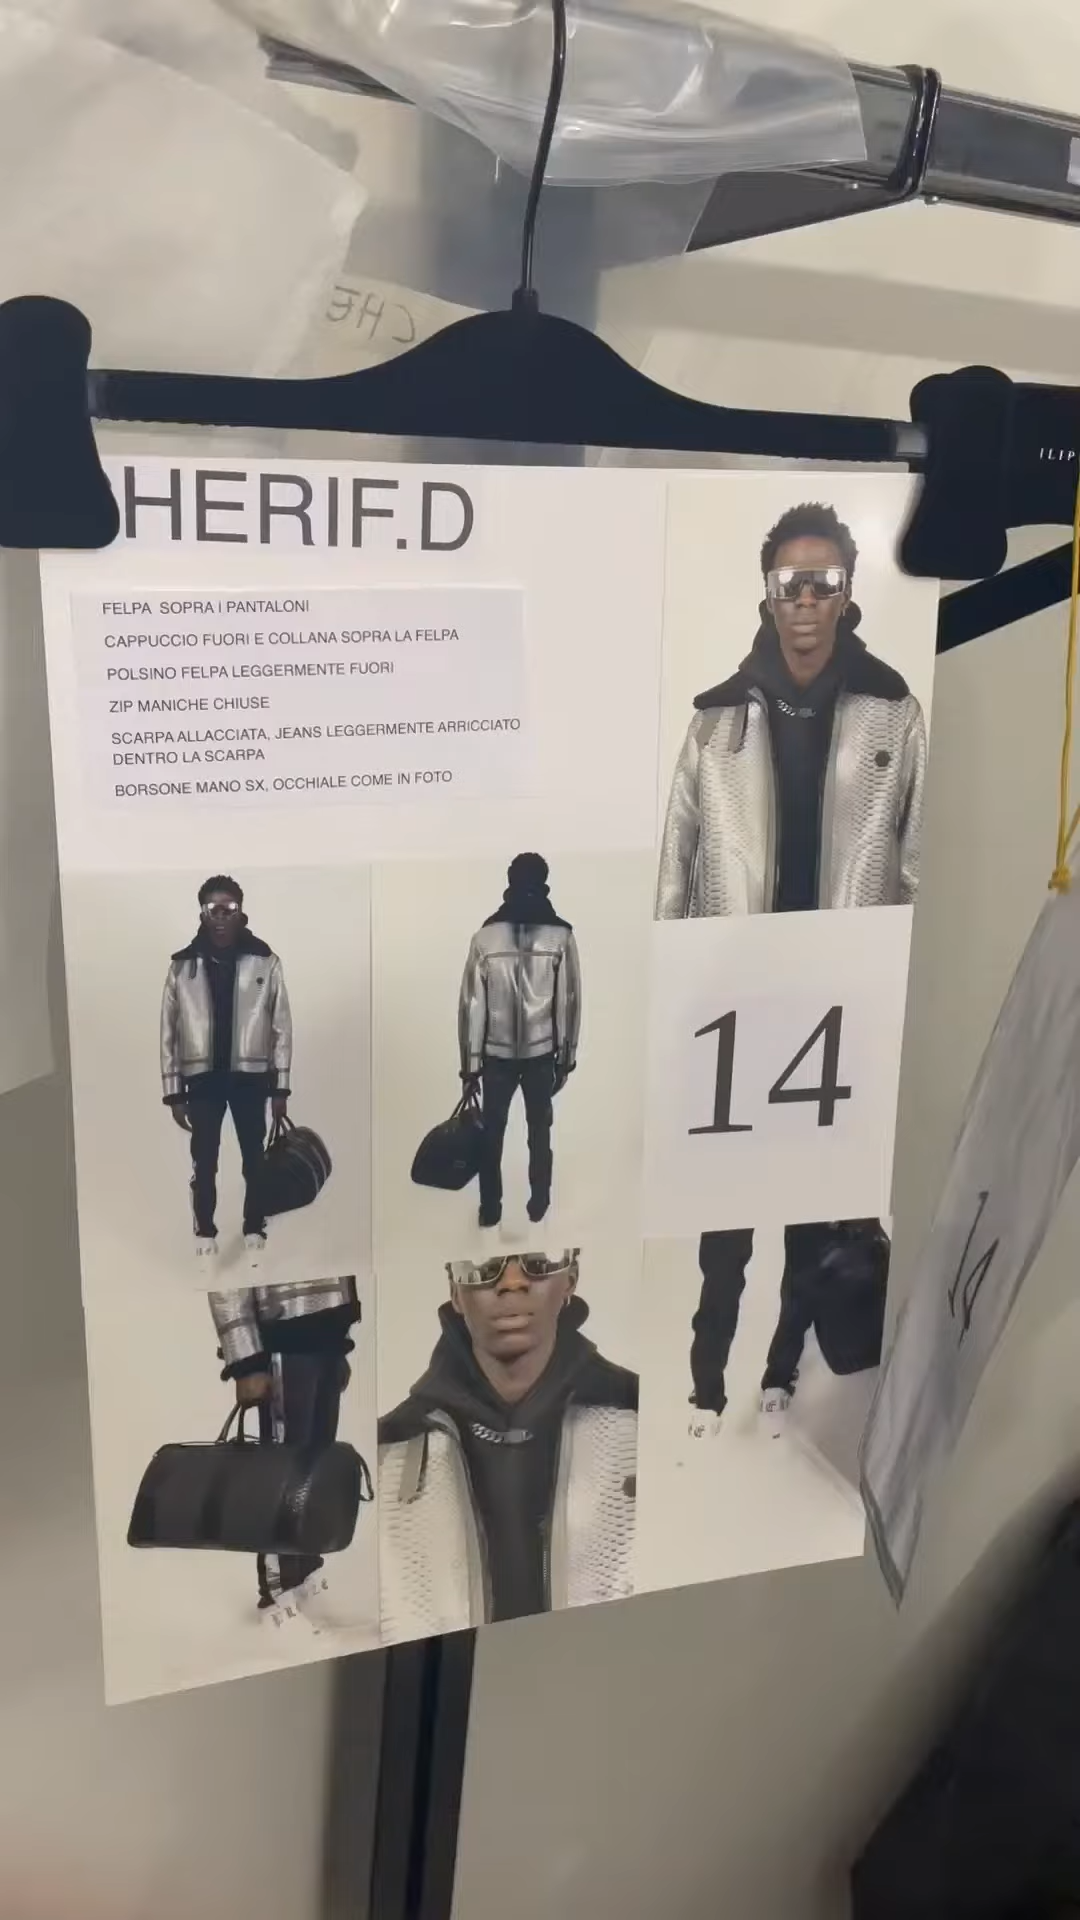 CHE
HERIF.D
ILIP
FELPA SOPRA I PANTALONI
CAPPUCCIO FUORI E COLLANA SOPRA LA FELPA
POLSINO FELPA LEGGERMENTE FUORI
ZIP MANICHE CHIUSE
SCARPA ALLACCIATA, JEANS LEGGERMENTE ARRICCIATO
DENTRO LA SCARPA
BORSONE MANO SX, OCCHIALE COME IN FOTO
14